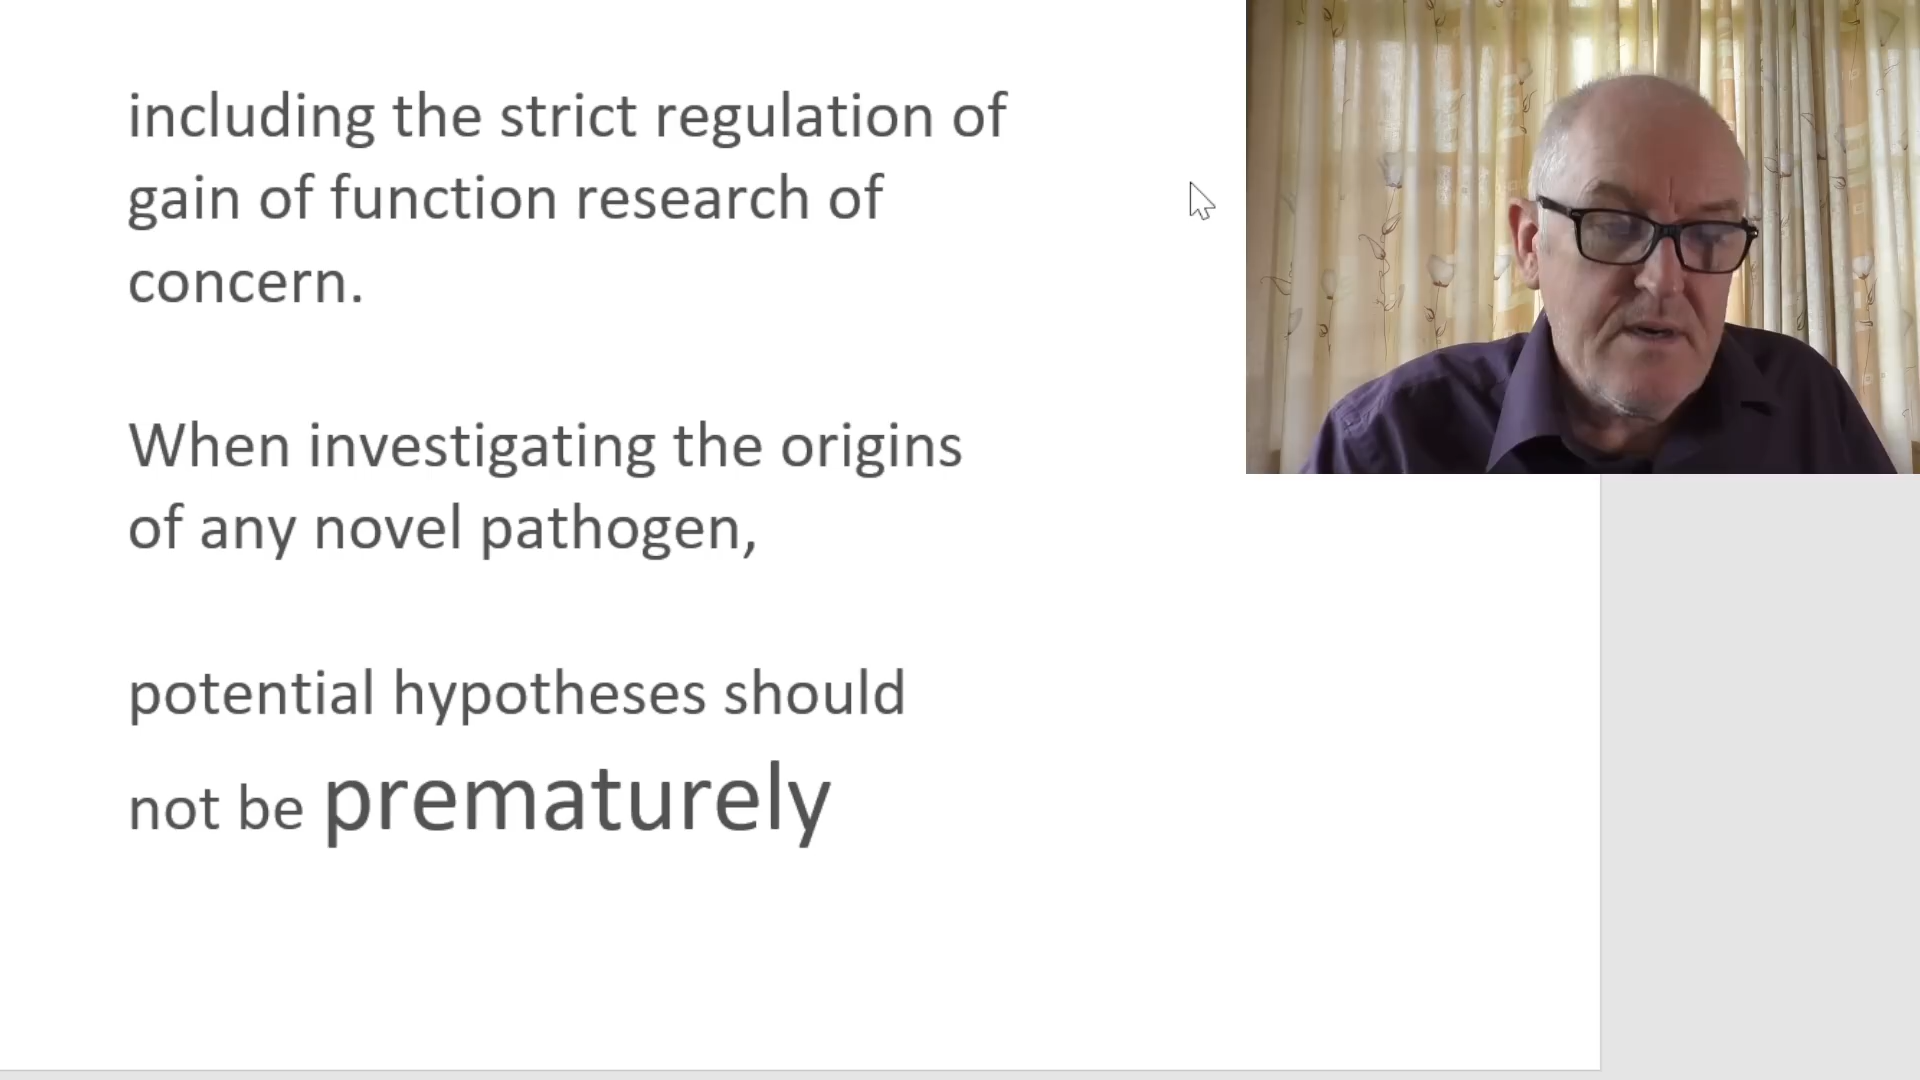 including the strict regulation of
gain of function research of
concern.
When investigating the origins
of any novel pathogen,
potential hypotheses should
not be prematurely